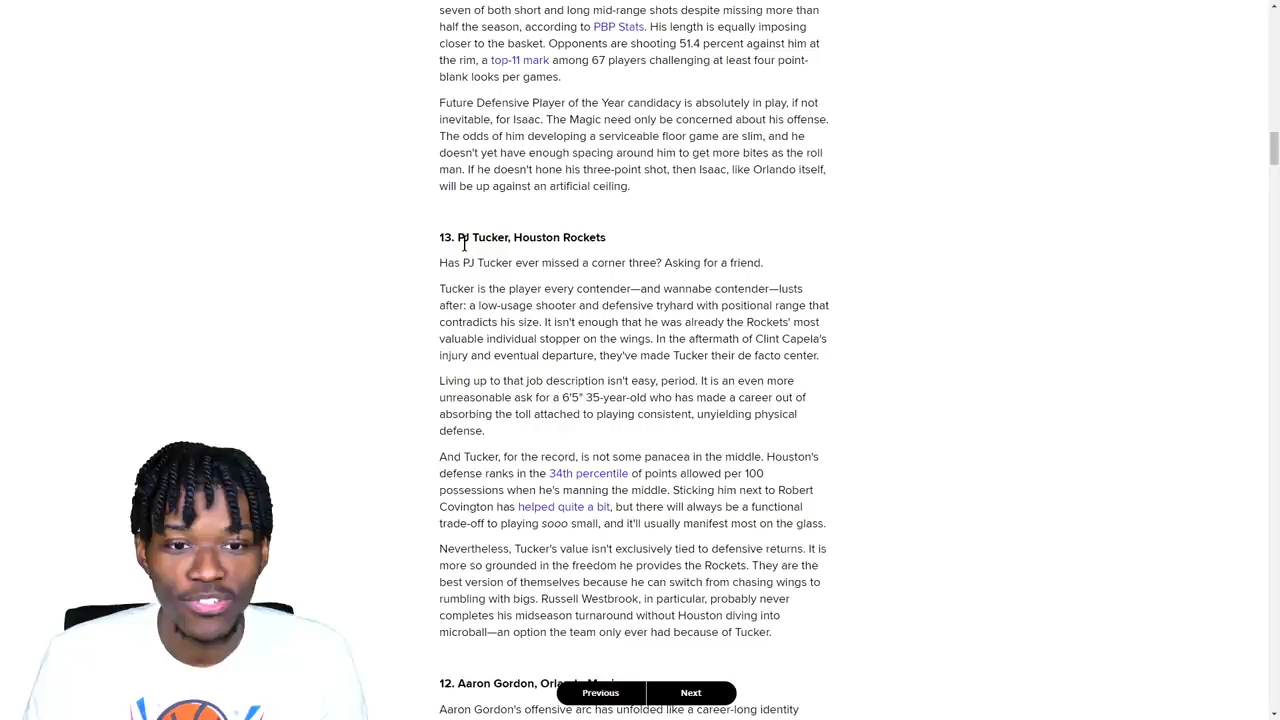 seven of both short and long mid-range shots despite missing more than
half the season, according to PBP Stats. His length is equally imposing
closer to the basket. Opponents are shooting 51.4 percent against him at
the rim, a top-11 mark among 67 players challenging at least four point-
blank looks per games.
Future Defensive Player of the Year candidacy is absolutely in play, if not
inevitable, for Isaac. The Magic need only be concerned about his offense.
The odds of him developing a serviceable floor game are slim, and he
doesn't yet have enough spacing around him to get more bites as the roll
man. If he doesn't hone his three-point shot, then Isaac, like Orlando itself,
will be up against an artificial ceiling.
13. PJ Tucker, Houston Rockets
Has PJ Tucker ever missed a corner three? Asking for a friend.
Tucker is the player every contender—and wannabe contender—lusts
after: a low-usage shooter and defensive tryhard with positional range that
contradicts his size. It isn't enough that he was already the Rockets' most
valuable individual stopper on the wings. In the aftermath of Clint Capela's
injury and eventual departure, they've made Tucker their de facto center.
Living up to that job description isn't easy, period. It is an even more
unreasonable ask for a 6'5" 35-year-old who has made a career out of
absorbing the toll attached to playing consistent, unyielding physical
defense.
And Tucker, for the record, is not some panacea in the middle. Houston's
defense ranks in the 34th percentile of points allowed per 100
possessions when he's manning the middle. Sticking him next to Robert
Covington has helped quite a bit, but there will always be a functional
trade-off to playing sooo small, and it'll usually manifest most on the glass.
Nevertheless, Tucker's value isn't exclusively tied to defensive returns. It is
more so grounded in the freedom he provides the Rockets. They are the
best version of themselves because he can switch from chasing wings to
rumbling with bigs. Russell Westbrook, in particular, probably never
completes his midseason turnaround without Houston diving into
microball—an option the team only ever had because of Tucker.
12. Aaron Gordon,
Previous Next
Aaron Gordon's offensive arc has unfolded like a career-long identity